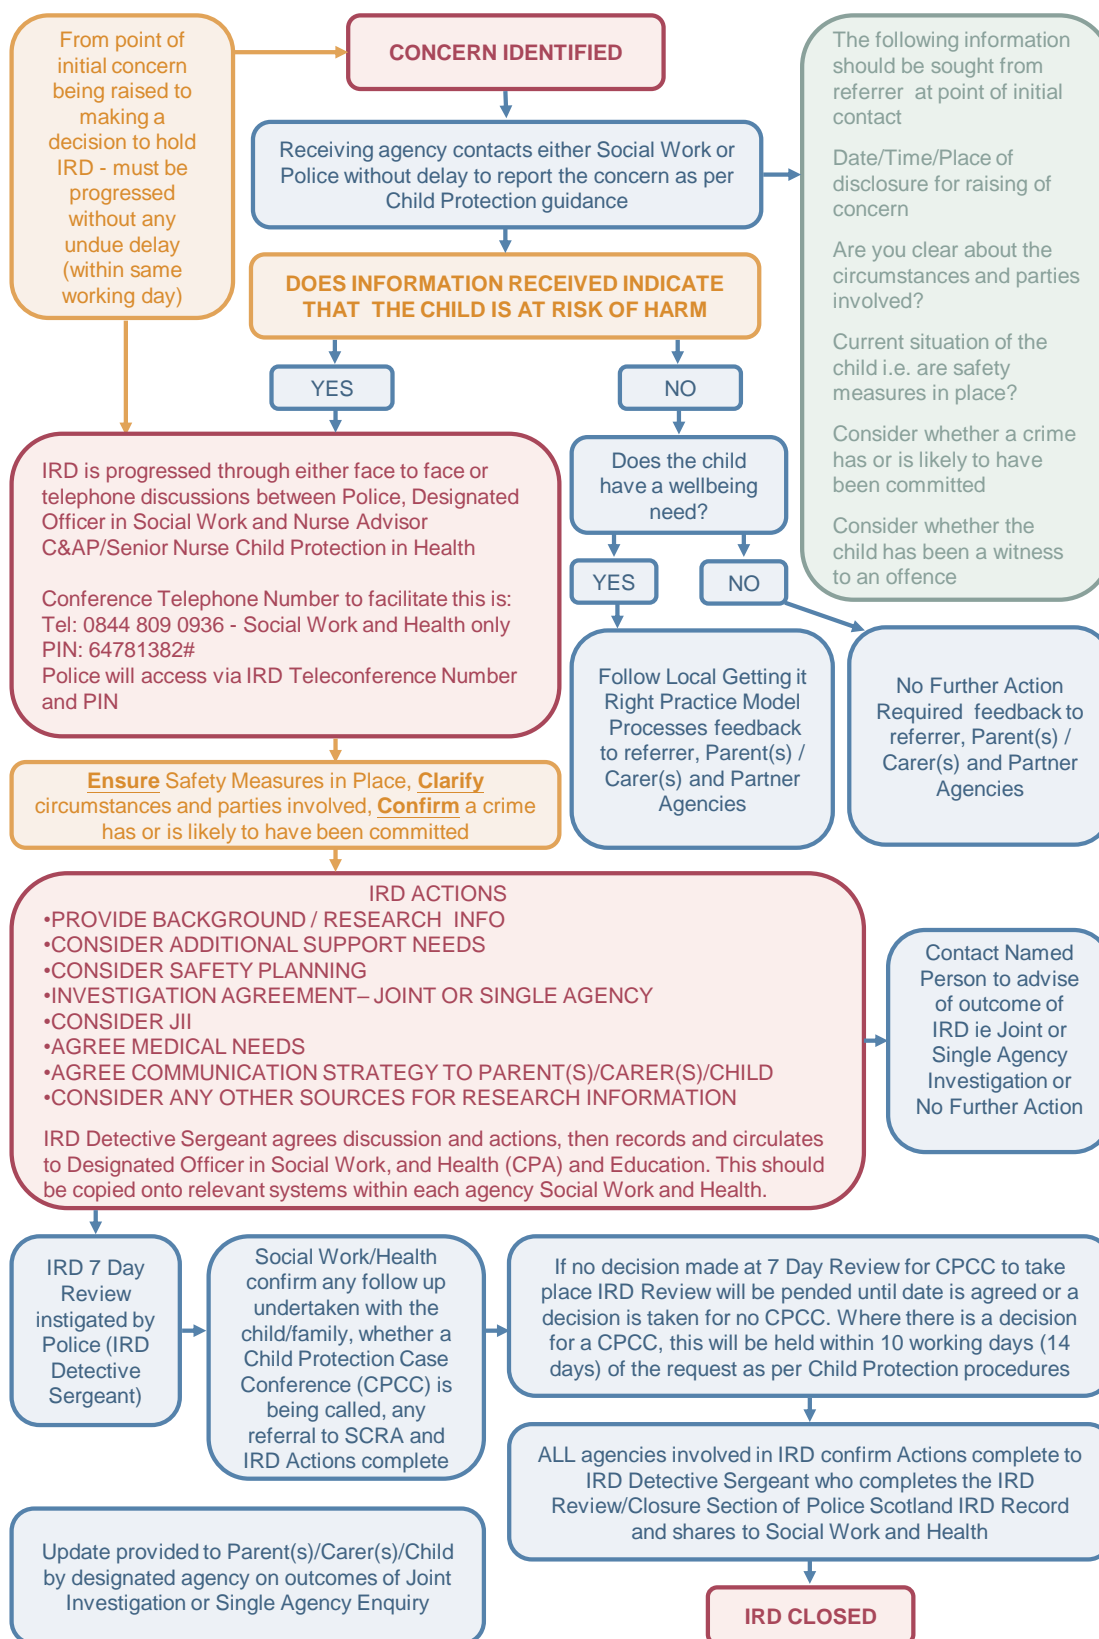 From point of
initial concern
being raised to
making a
decision to hold
IRD - must be
progressed
without any
undue delay
(within same
working day)
CONCERN IDENTIFIED
Receiving agency contacts either Social Work or
Police without delay to report the concern as per
Child Protection guidance
The following information
should be sought from
referrer at point of initial
contact
Date/Time/Place of
disclosure for raising of
concern
Are you clear about the
circumstances and parties
involved?
Current situation of the
child i.e. are safety
measures in place?
Consider whether a crime
has or is likely to have
been committed
Consider whether the
child has been a witness
to an offence
DOES INFORMATION RECEIVED INDICATE
THAT THE CHILD IS AT RISK OF HARM
YES
NO
IRD is progressed through either face to face or
telephone discussions between Police, Designated
Officer in Social Work and Nurse Advisor
C&AP/Senior Nurse Child Protection in Health
Conference Telephone Number to facilitate this is:
Tel: 0844 809 0936 - Social Work and Health only
PIN: 64781382#
Police will access via IRD Teleconference Number
and PIN
Does the child
have a wellbeing
need?
YES
NO
Follow Local Getting it
Right Practice Model
Processes feedback
to referrer, Parent(s) /
Carer(s) and Partner
Agencies
No Further Action
Required feedback to
referrer, Parent(s) /
Carer(s) and Partner
Agencies
Ensure Safety Measures in Place, Clarify
circumstances and parties involved, Confirm a crime
has or is likely to have been committed
IRD ACTIONS
•PROVIDE BACKGROUND / RESEARCH INFO
•CONSIDER ADDITIONAL SUPPORT NEEDS
•CONSIDER SAFETY PLANNING
•INVESTIGATION AGREEMENT– JOINT OR SINGLE AGENCY
•CONSIDER JII
•AGREE MEDICAL NEEDS
•AGREE COMMUNICATION STRATEGY TO PARENT(S)/CARER(S)/CHILD
•CONSIDER ANY OTHER SOURCES FOR RESEARCH INFORMATION
IRD Detective Sergeant agrees discussion and actions, then records and circulates
to Designated Officer in Social Work, and Health (CPA) and Education. This should
be copied onto relevant systems within each agency Social Work and Health.
Contact Named
Person to advise
of outcome of
IRD ie Joint or
Single Agency
Investigation or
No Further Action
IRD 7 Day
Review
instigated by
Police (IRD
Detective
Sergeant)
Social Work/Health
confirm any follow up
undertaken with the
child/family, whether a
Child Protection Case
Conference (CPCC) is
being called, any
referral to SCRA and
IRD Actions complete
If no decision made at 7 Day Review for CPCC to take
place IRD Review will be pended until date is agreed or a
decision is taken for no CPCC. Where there is a decision
for a CPCC, this will be held within 10 working days (14
days) of the request as per Child Protection procedures
ALL agencies involved in IRD confirm Actions complete to
IRD Detective Sergeant who completes the IRD
Review/Closure Section of Police Scotland IRD Record
and shares to Social Work and Health
Update provided to Parent(s)/Carer(s)/Child
by designated agency on outcomes of Joint
Investigation or Single Agency Enquiry
IRD CLOSED